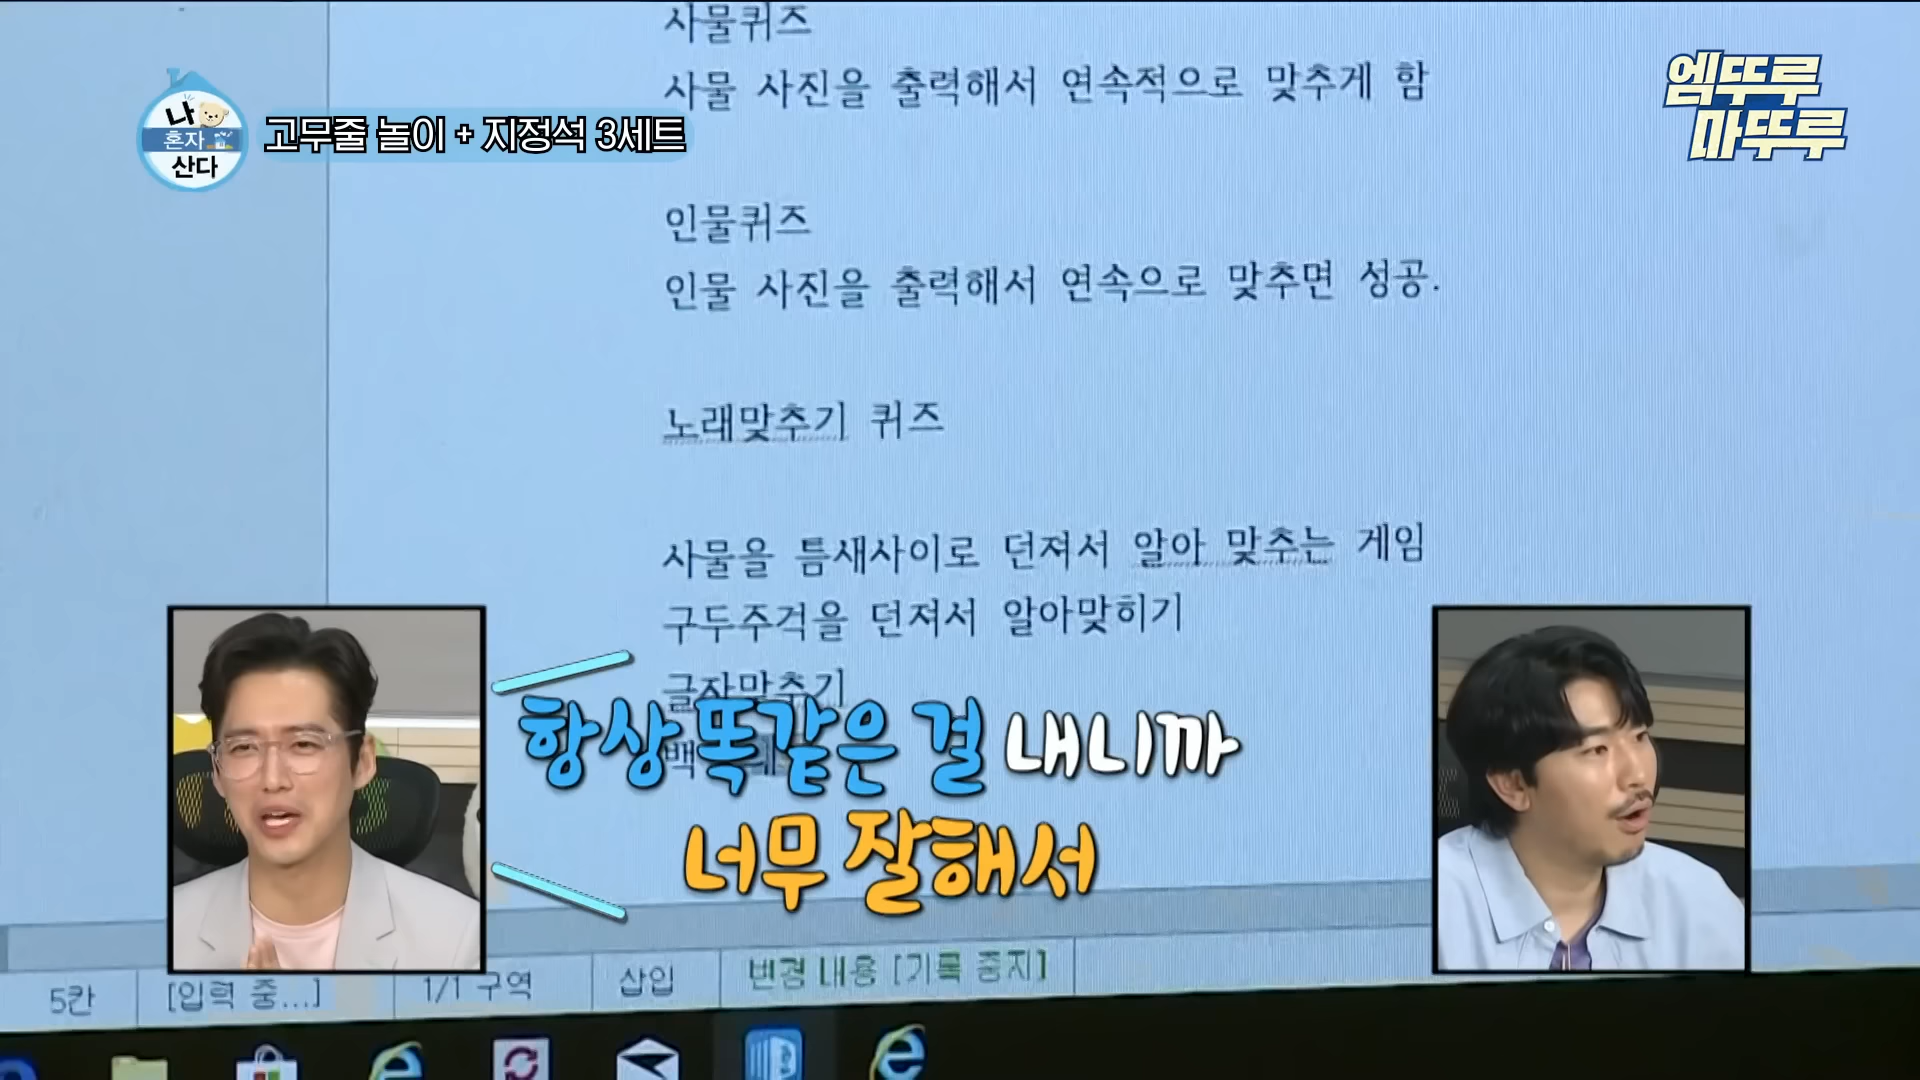 사물퀴즈
사물 사진을 출력해서 연속적으로 맞추게 함
엠뚜루
마뚜루
나
혼자
산다
고무줄 놀이 + 지정석 3세트
인물퀴즈
인물 사진을 출력해서 연속으로 맞추면 성공.
노래맞추기 퀴즈
사물을 틈새사이로 던져서 알아 맞추는 게임
구두주걱을 던져서 알아맞히기
글자맞추기
백
항상 똑같은 걸 내니까
너무 잘해서
5칸 [입력 중...] 1/1 구역 삽입 변경 내용 [기록 중지]